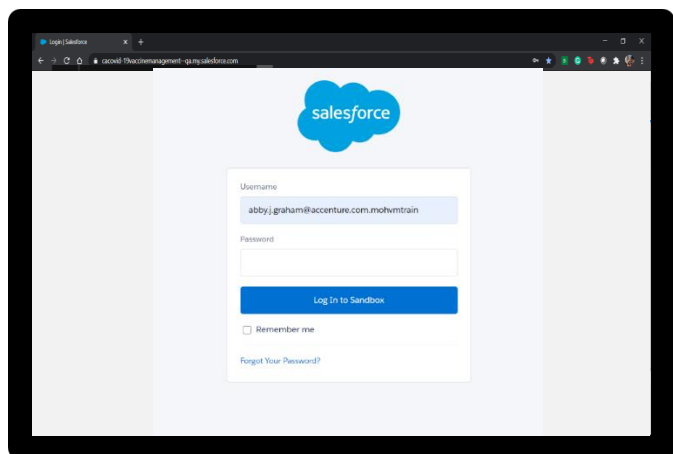 Login | Salesforce
cacovid-19vaccinemanagement--qa.my.salesforce.com
salesforce
Username
abby.j.graham@accenture.com.mohvmtrain
Password
Log In to Sandbox
Remember me
Forgot Your Password?